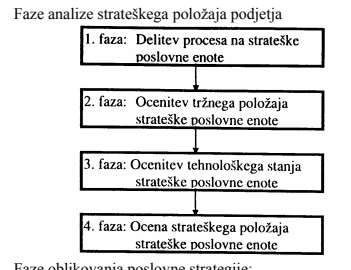 Faze analize strateškega položaja podjetja
1. faza: Delitev procesa na strateške
poslovne enote
2. faza: Ocenitev tržnega položaja
strateške poslovne enote
3. faza: Ocenitev tehnološkega stanja
strateške poslovne enote
4. faza: Ocena strateškega položaja
strateške poslovne enote
Faze oblikovanja poslovne strategije: